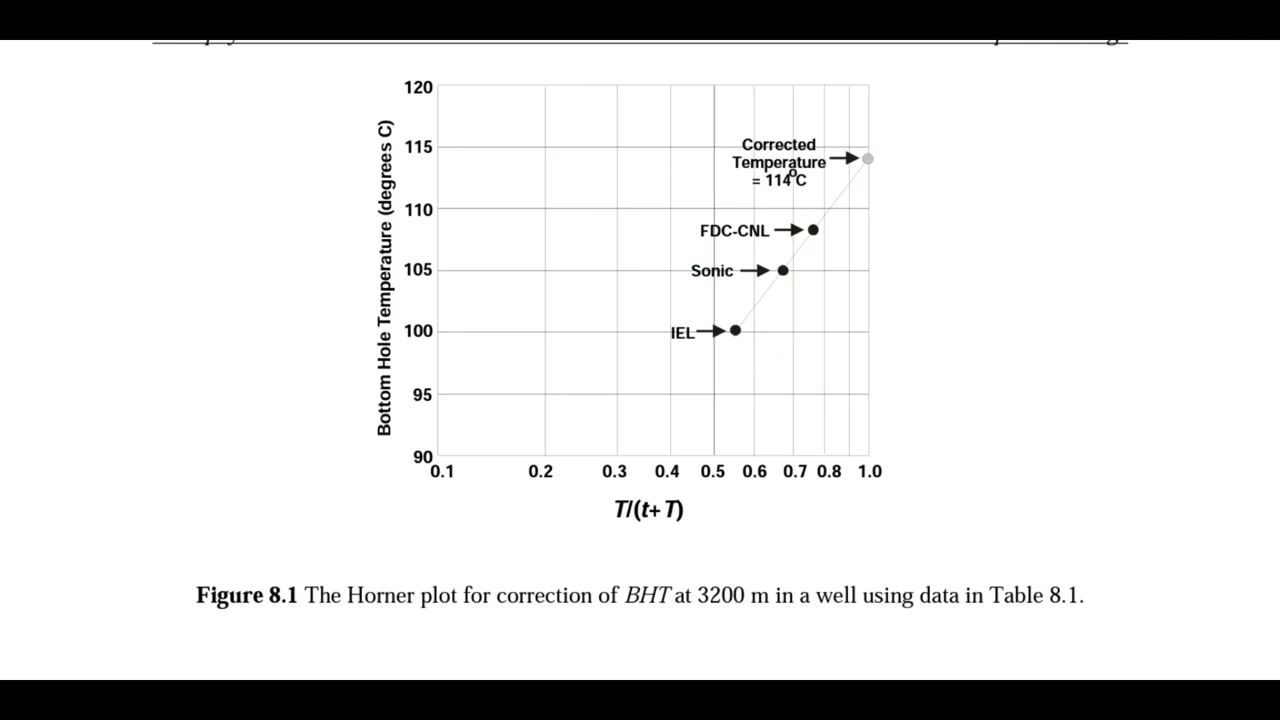 120
115
110
105
100
95
90
Bottom Hole Temperature (degrees C)
Corrected
Temperature
= 114°C
FDC-CNL
Sonic
IEL
0.1 0.2 0.3 0.4 0.5 0.6 0.7 0.8 1.0
T/(t+T)
Figure 8.1 The Horner plot for correction of BHT at 3200 m in a well using data in Table 8.1.